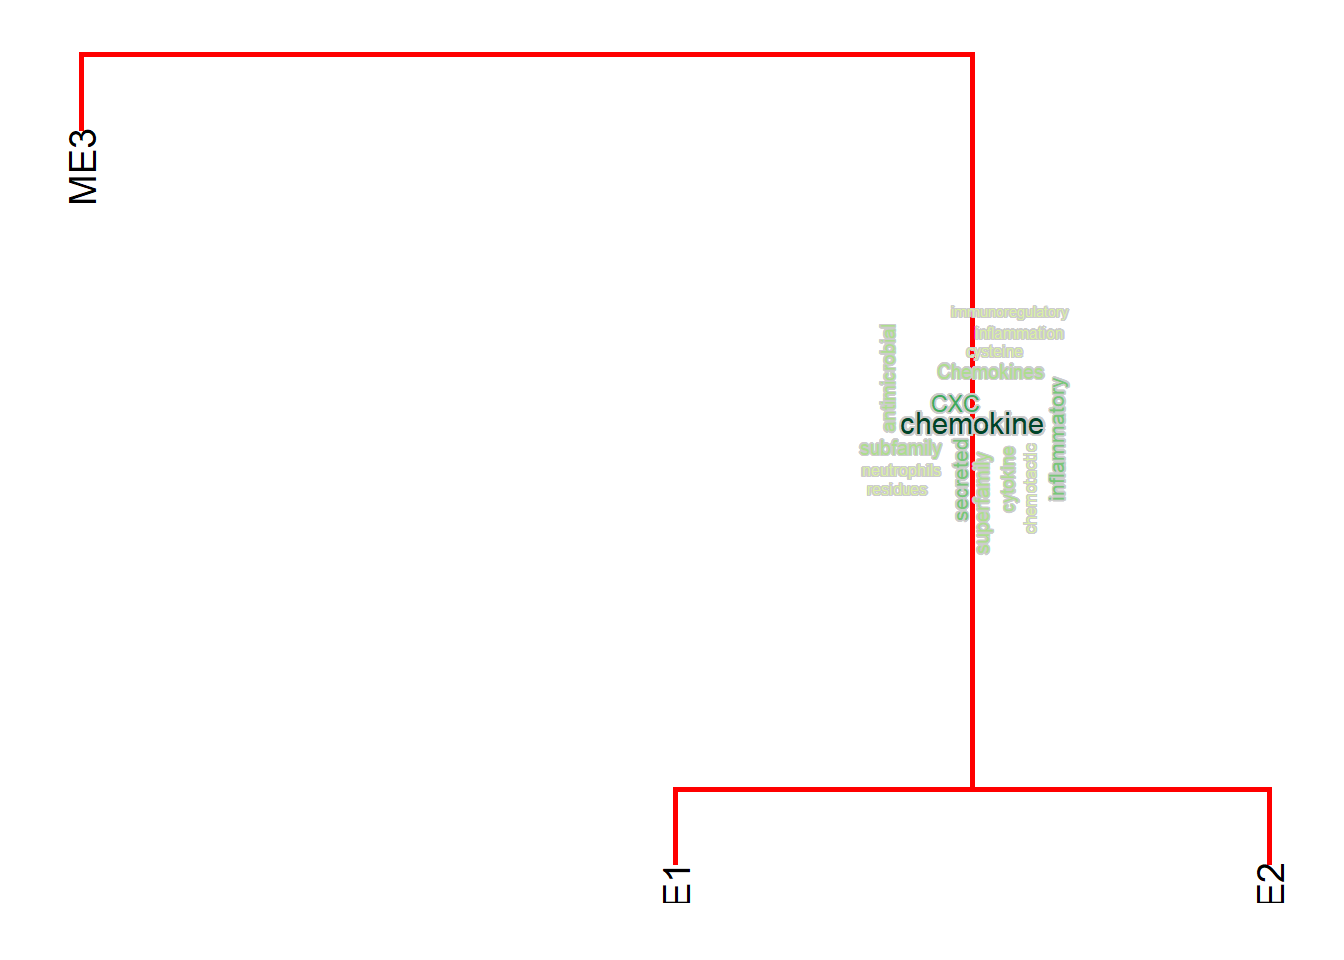 ME3
immunoregulatory
inflammation
cysteine
Chemokines
antimicrobial
CXC
chemokine
inflammatory
subfamily
neutrophils
residues
secreted
superfamily
cytokine
chemotactic
E1
E2